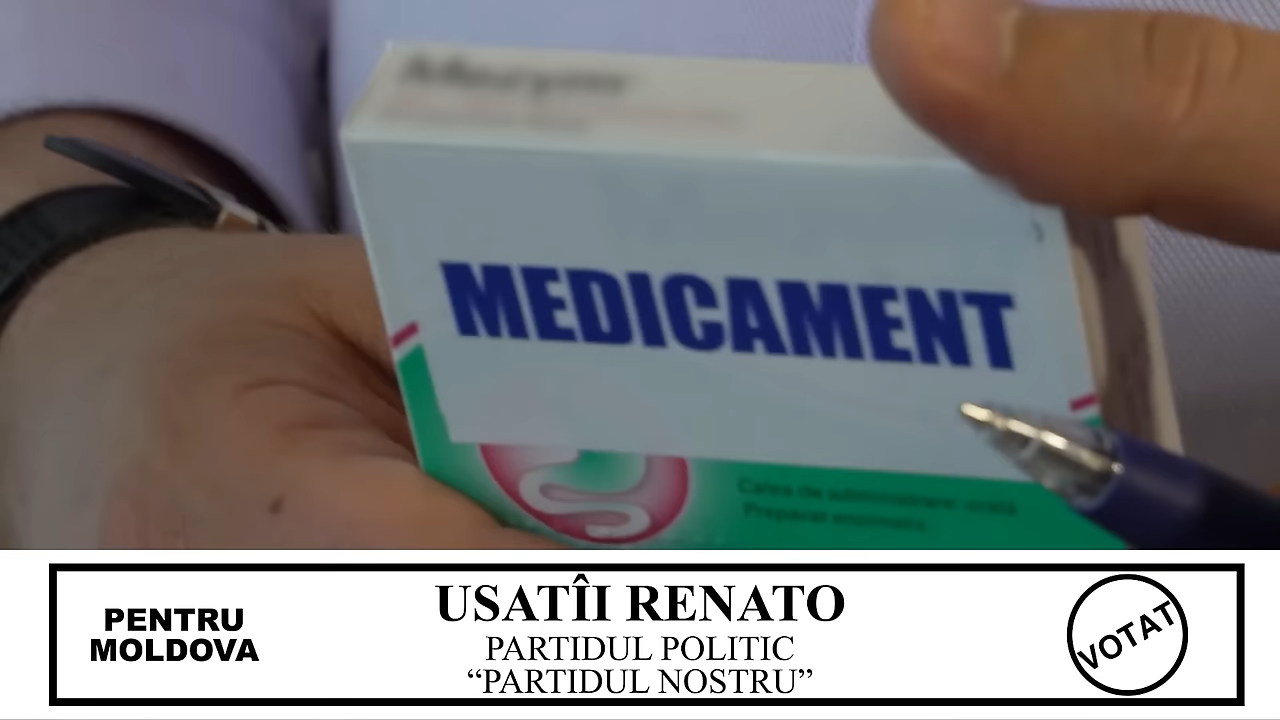 MEDICAMENT
Calea de administrare: orală
Preparat enzimatic
PENTRU
MOLDOVA
USATÎI RENATO
PARTIDUL POLITIC
“PARTIDUL NOSTRU”
VOTAT